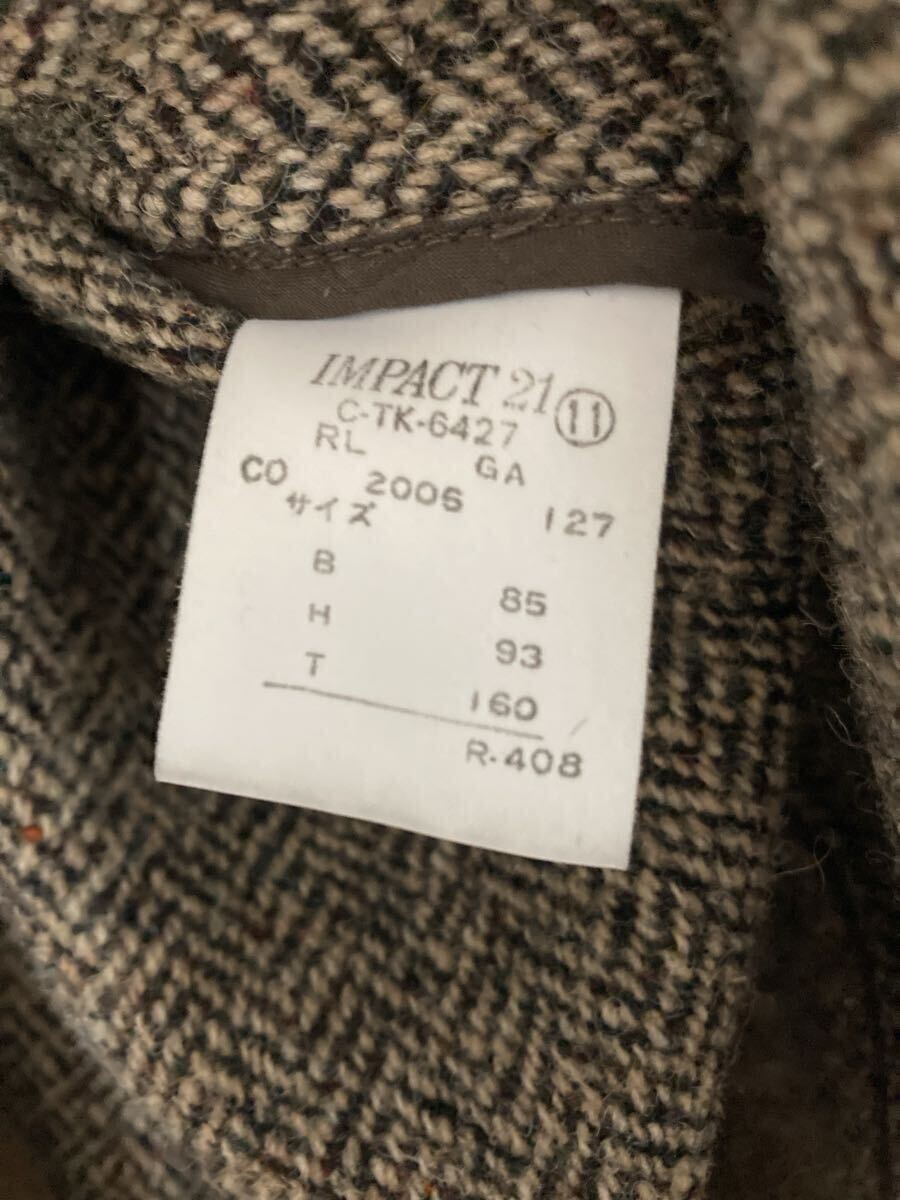 IMPACT 21 ⑪
C-TK-6427
RL GA
CO 2006 127
サイズ
B 85
H 93
T 160
R-408